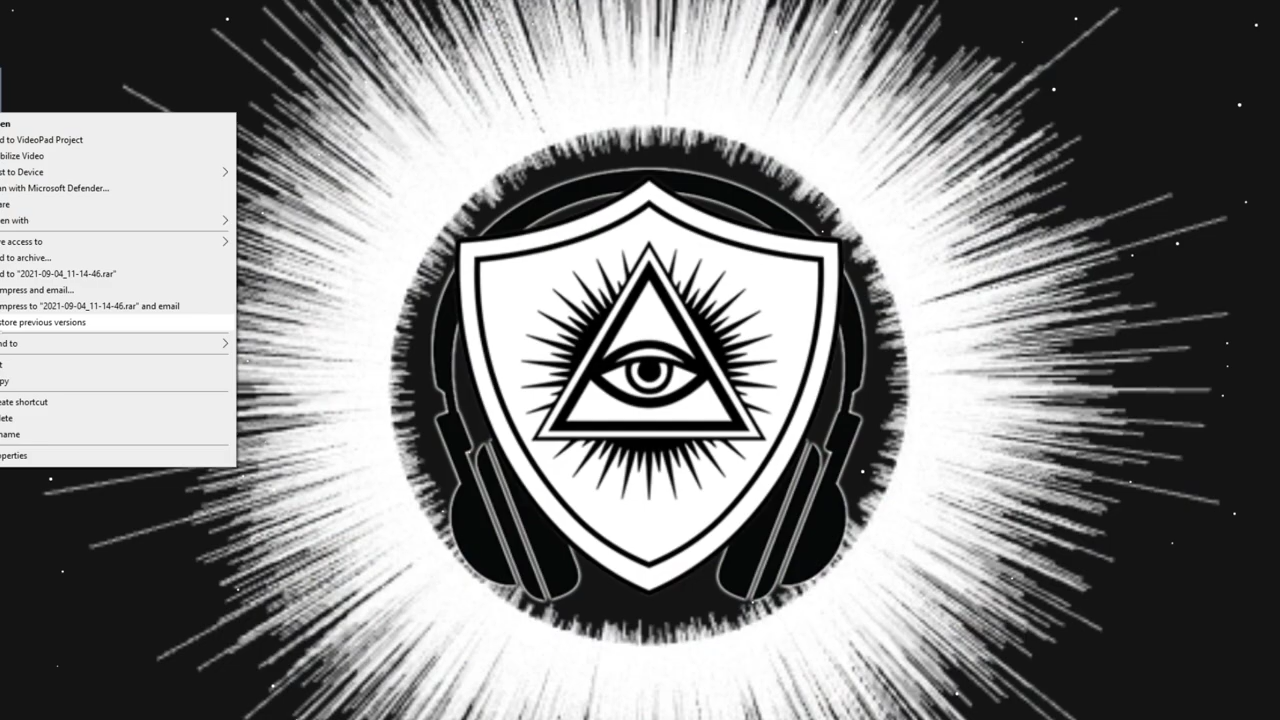 en
d to VideoPad Project
bilize Video
st to Device
n with Microsoft Defender...
are
en with
ve access to
d to archive...
d to "2021-09-04_11-14-46.rar"
mpress and email...
mpress to "2021-09-04_11-14-46.rar" and email
store previous versions
nd to
t
py
eate shortcut
lete
name
operties